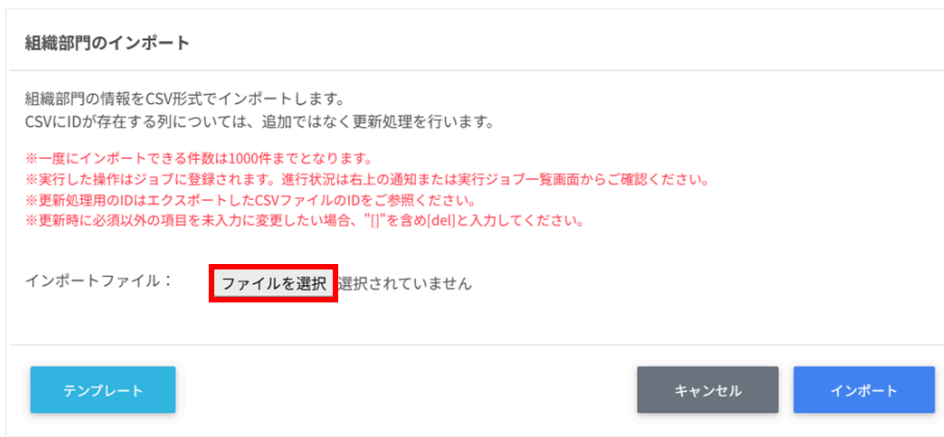 組織部門のインポート
組織部門の情報をCSV形式でインポートします。
CSVにIDが存在する列については、追加ではなく更新処理を行います。
※一度にインポートできる件数は1000件までとなります。
※実行した操作はジョブに登録されます。進行状況は右上の通知または実行ジョブ一覧画面からご確認ください。
※更新処理用のIDはエクスポートしたCSVファイルのIDをご参照ください。
※更新時に必須以外の項目を未入力に変更したい場合、"[]"を含め[del]と入力してください。
インポートファイル： ファイルを選択 選択されていません
テンプレート キャンセル インポート